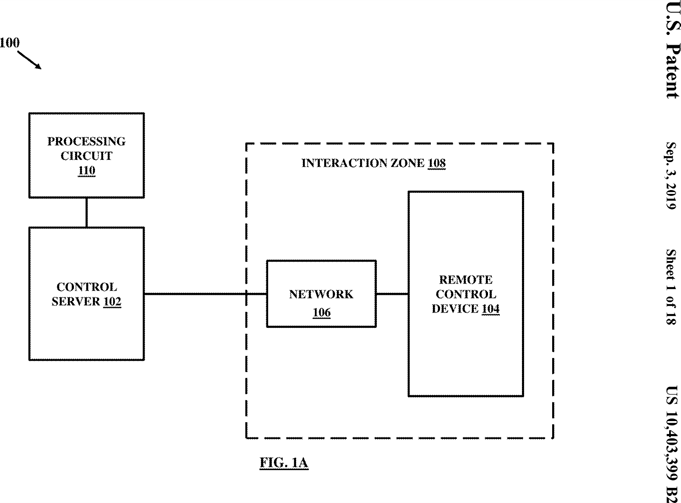 U.S. Patent
Sep. 3, 2019
Sheet 1 of 18
US 10,403,399 B2
100
PROCESSING
CIRCUIT
110
INTERACTION ZONE 108
CONTROL
SERVER 102
NETWORK
106
REMOTE
CONTROL
DEVICE 104
FIG. 1A